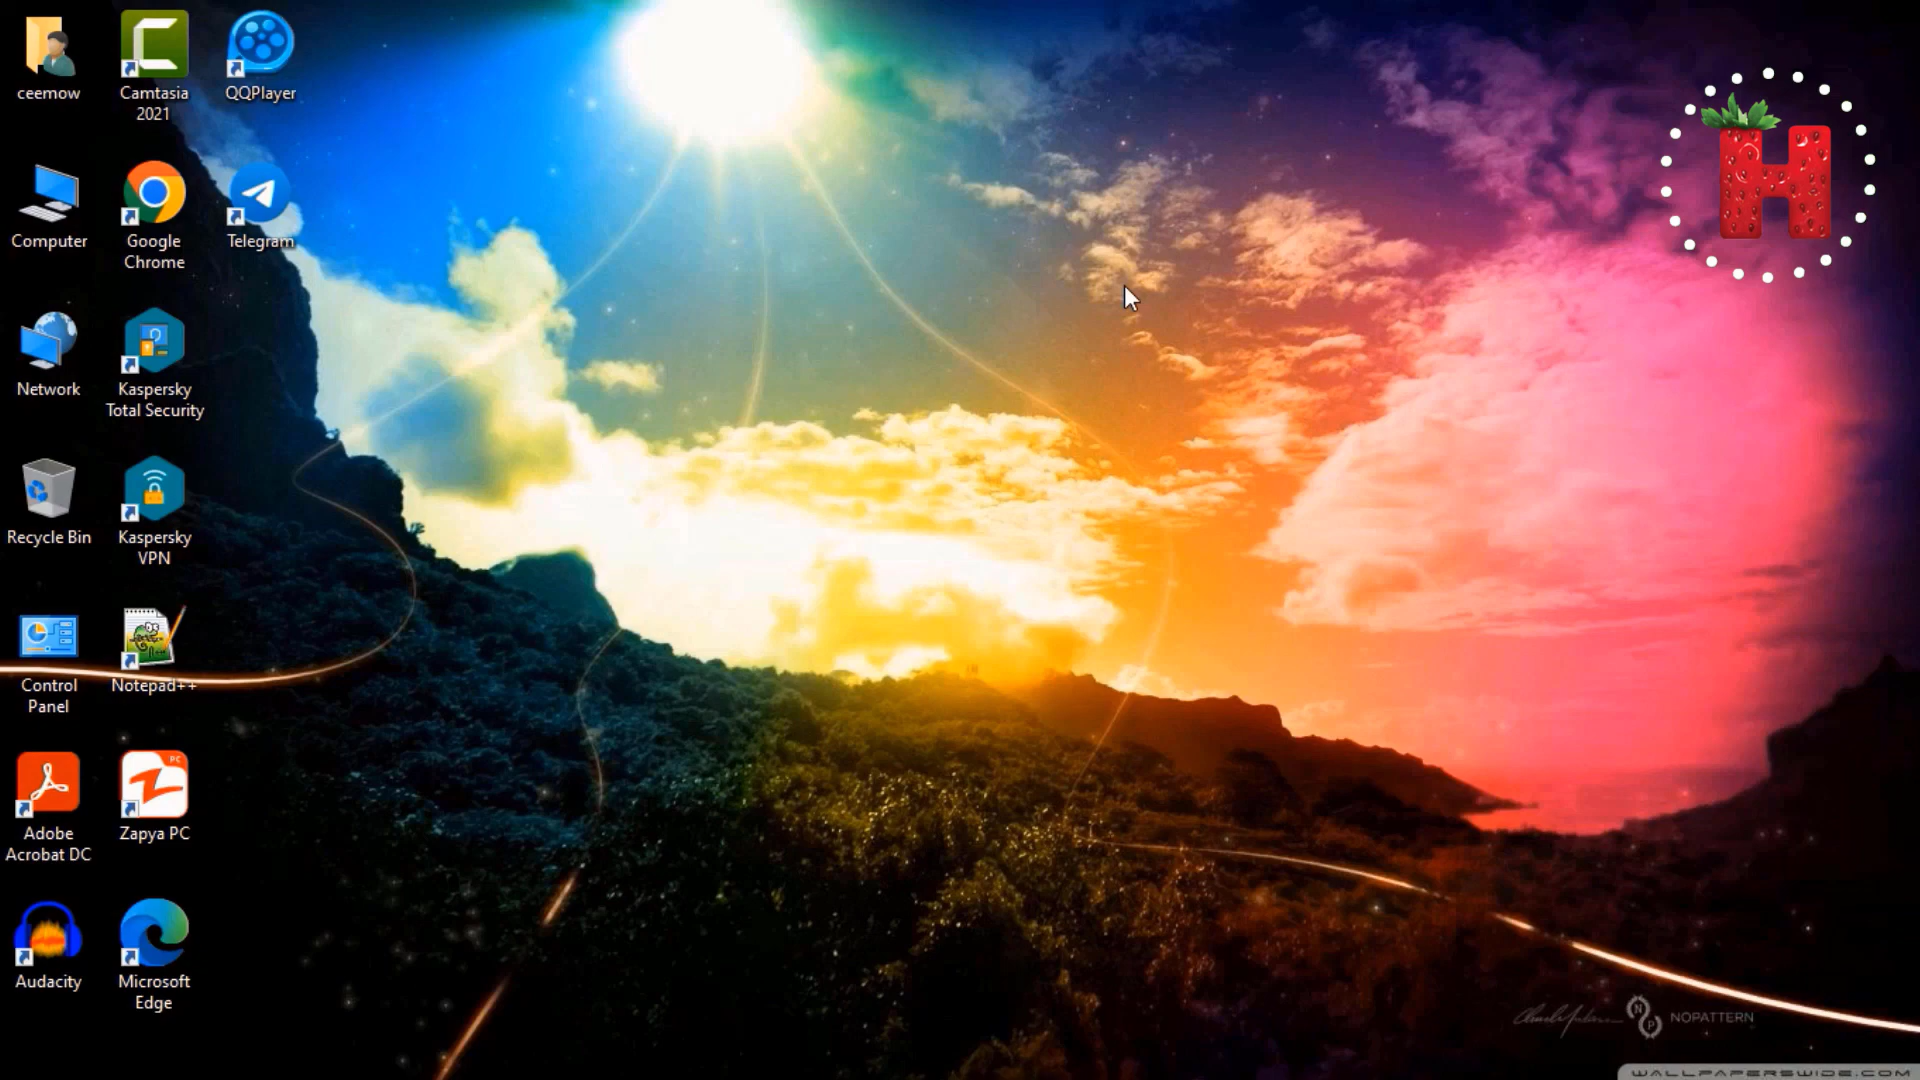 ceemow
Camtasia
2021
QQPlayer
Computer
Google
Chrome
Telegram
Network
Kaspersky
Total Security
Recycle Bin
Kaspersky
VPN
Control
Panel
Notepad++
Adobe
Acrobat DC
Zapya PC
PC
Audacity
Microsoft
Edge
H
N
P
NOPATTERN
WALLPAPERSWIDE.COM